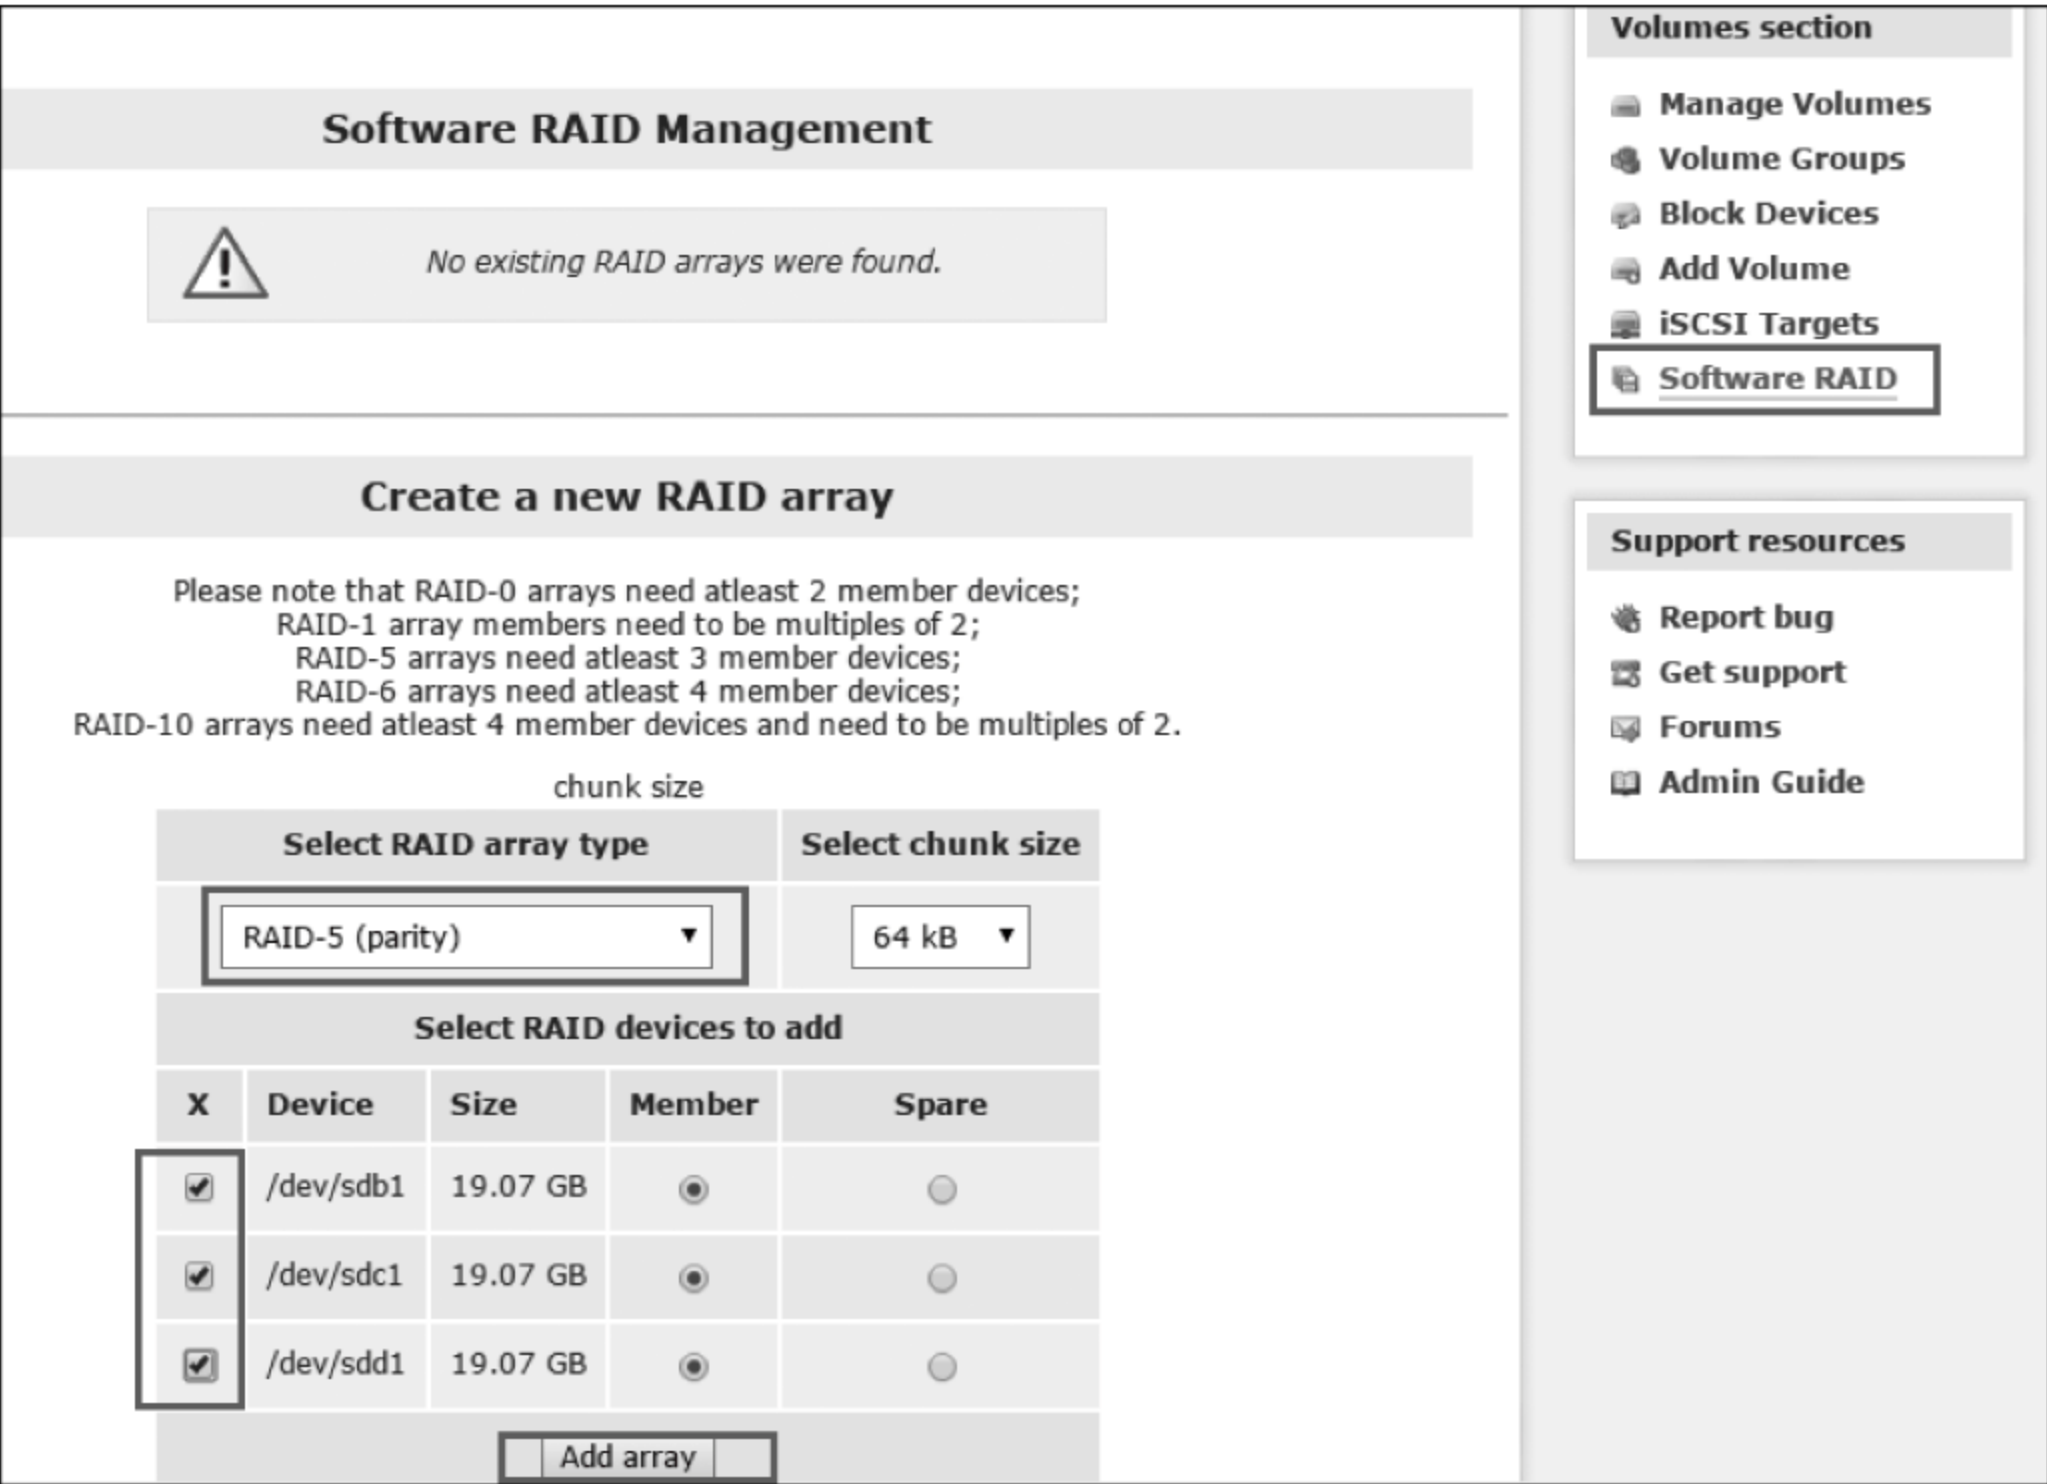 Software RAID Management
No existing RAID arrays were found.
Create a new RAID array
Please note that RAID-0 arrays need atleast 2 member devices;
RAID-1 array members need to be multiples of 2;
RAID-5 arrays need atleast 3 member devices;
RAID-6 arrays need atleast 4 member devices;
RAID-10 arrays need atleast 4 member devices and need to be multiples of 2.
chunk size
Select RAID array type Select chunk size
RAID-5 (parity) 64 kB
Select RAID devices to add
X Device Size Member Spare
/dev/sdb1 19.07 GB
/dev/sdc1 19.07 GB
/dev/sdd1 19.07 GB
Add array
Volumes section
Manage Volumes
Volume Groups
Block Devices
Add Volume
iSCSI Targets
Software RAID
Support resources
Report bug
Get support
Forums
Admin Guide